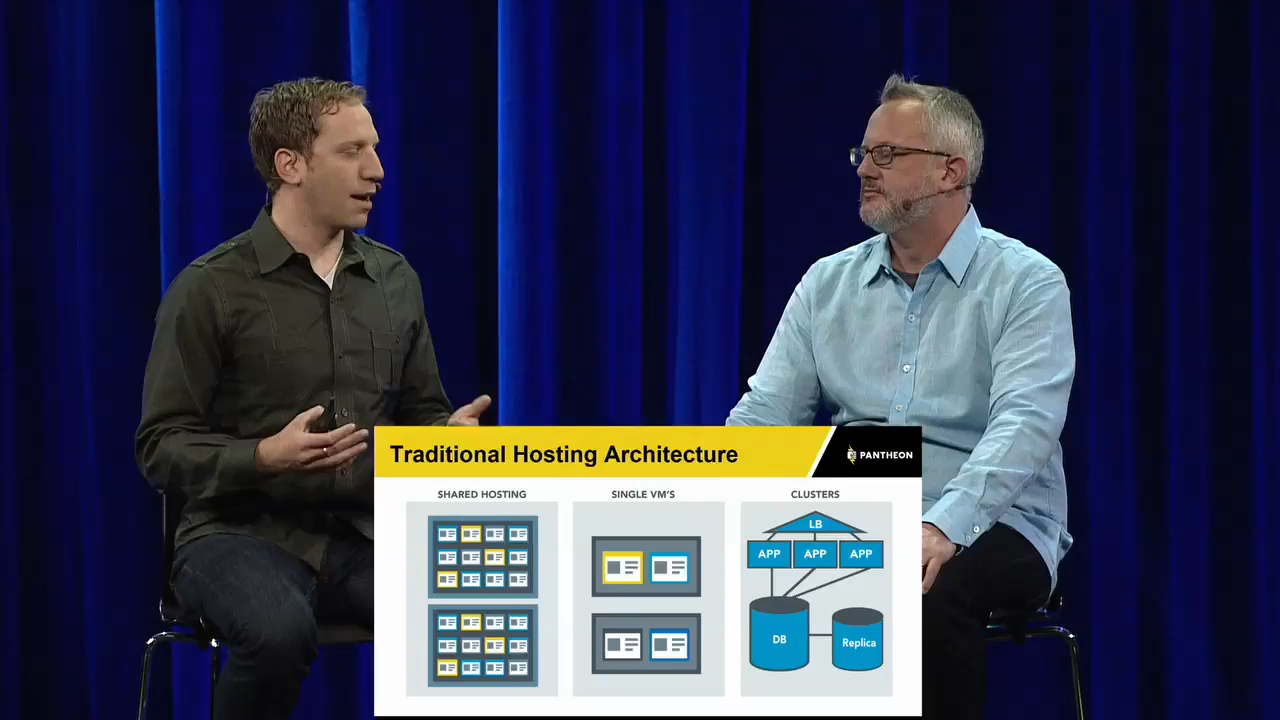 Traditional Hosting Architecture
PANTHEON
SHARED HOSTING
SINGLE VM'S
CLUSTERS
LB
APP
APP
APP
DB
Replica